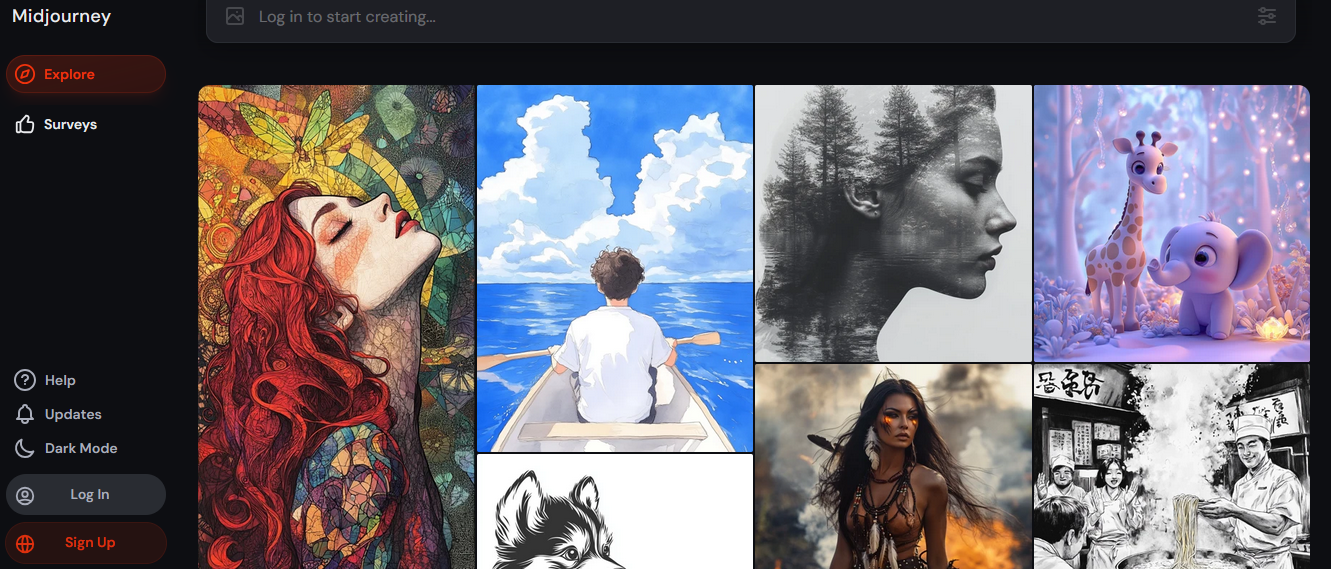 Midjourney
Log in to start creating...
Explore
Surveys
Help
Updates
Dark Mode
Log In
Sign Up